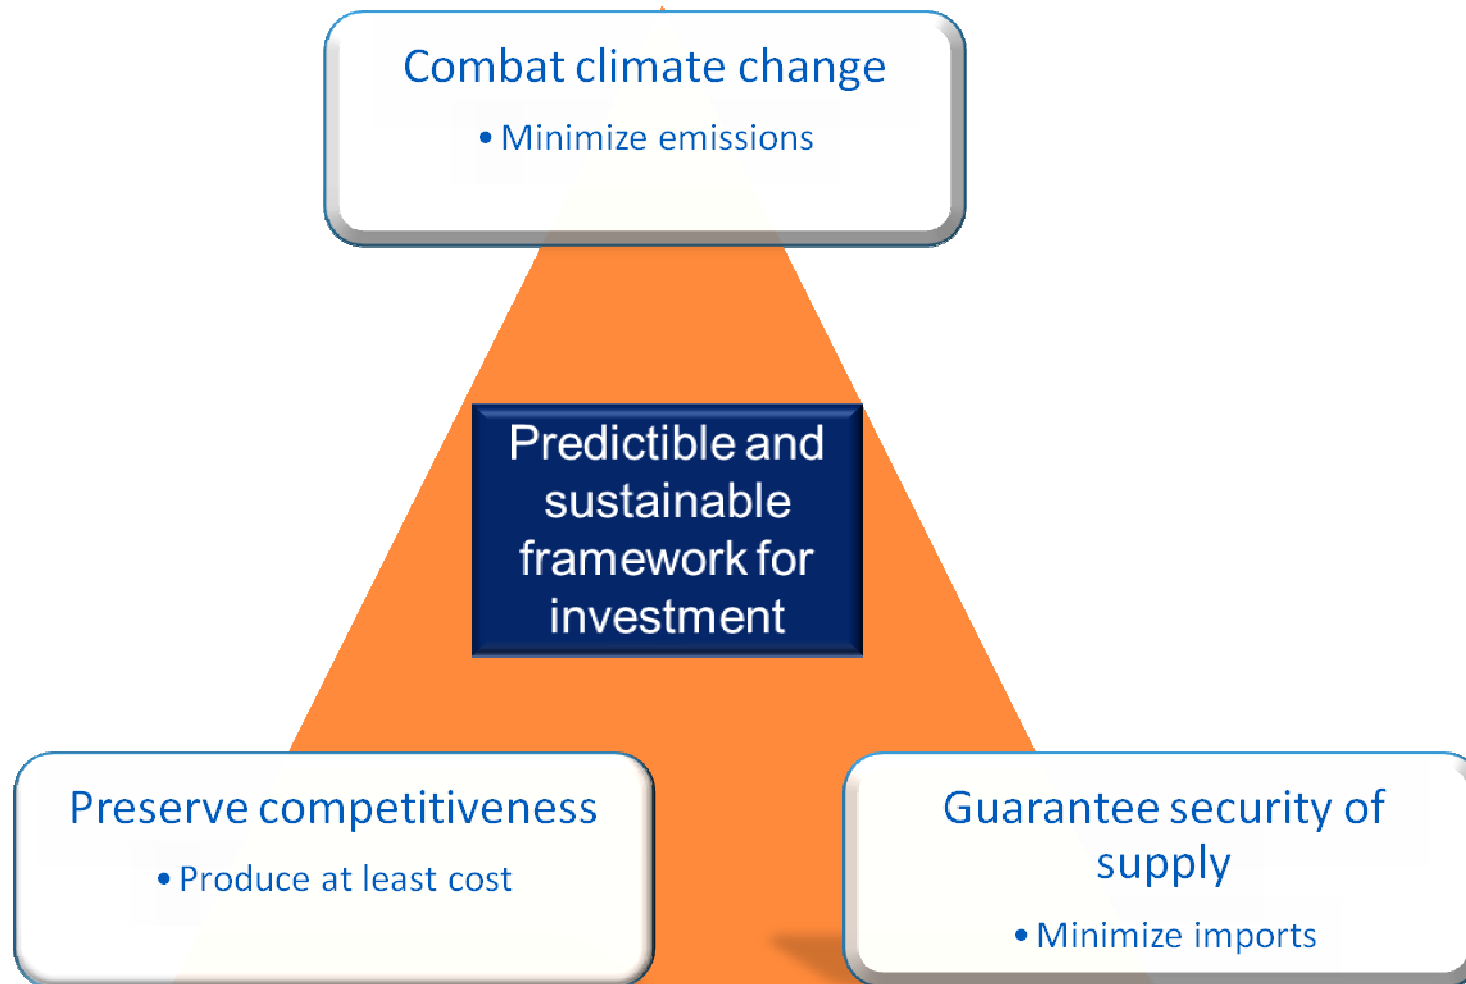 Combat climate change
• Minimize emissions
Predictible and
sustainable
framework for
investment
Preserve competitiveness
• Produce at least cost
Guarantee security of
supply
• Minimize imports